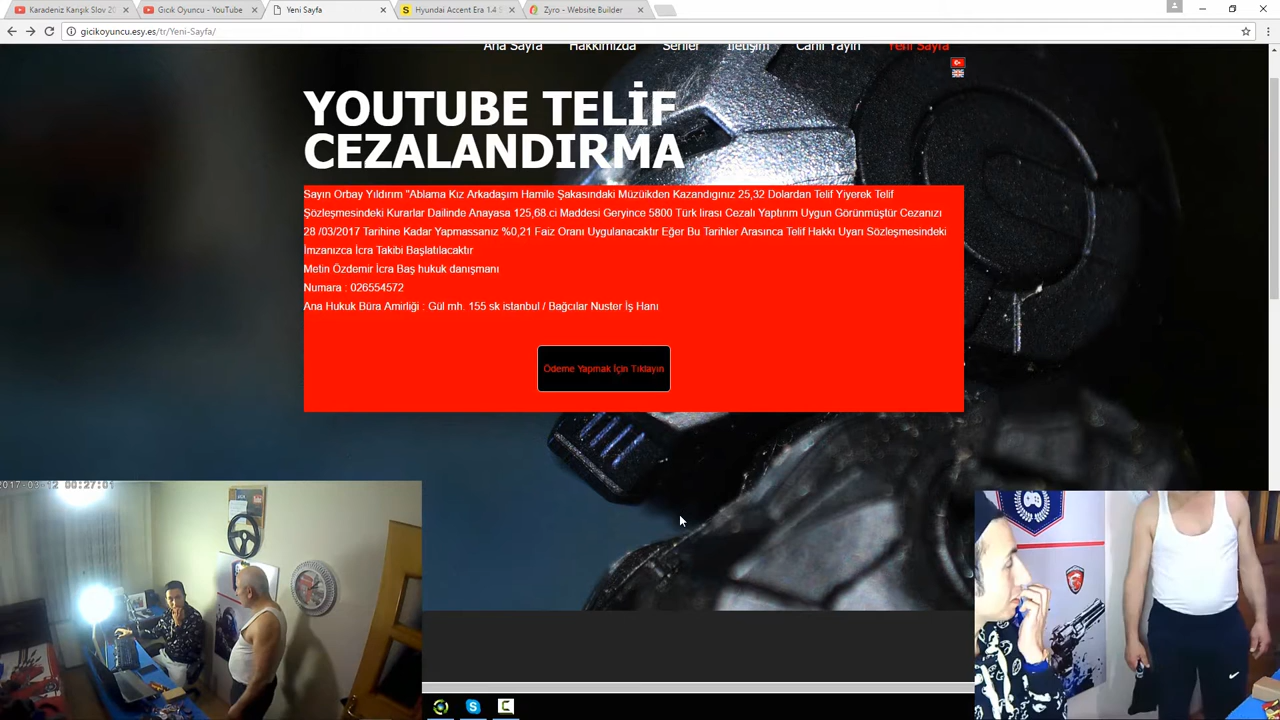 Karadeniz Karışık Slov 20
Gıcık Oyuncu - YouTube
Yeni Sayfa
Hyundai Accent Era 1.4 S
Zyro - Website Builder
gicikoyuncu.esy.es/tr/Yeni-Sayfa/
Ana Sayfa Hakkımızda Seriler İletişim Canlı Yayın Yeni Sayfa
YOUTUBE TELİF
CEZALANDIRMA
Sayın Orbay Yıldırım "Ablama Kız Arkadaşım Hamile Şakasındaki Müzüikden Kazandıgınız 25,32 Dolardan Telif Yiyerek Telif
Şözleşmesindeki Kurarlar Dailinde Anayasa 125,68.ci Maddesi Geryince 5800 Türk lirası Cezalı Yaptırım Uygun Görünmüştür Cezanızı
28 /03/2017 Tarihine Kadar Yapmassanız %0,21 Faiz Oranı Uygulanacaktır Eğer Bu Tarihler Arasınca Telif Hakkı Uyarı Sözleşmesindeki
İmzanızca İcra Takibi Başlatılacaktır
Metin Özdemir İcra Baş hukuk danışmanı
Numara : 026554572
Ana Hukuk Büra Amirliği : Gül mh. 155 sk istanbul / Bağcılar Nuster İş Hanı
Ödeme Yapmak İçin Tıklayın